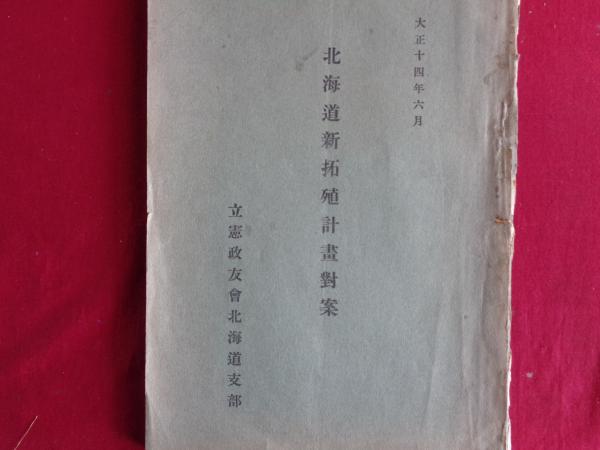 大正十四年六月
北海道新拓殖計畫對案
立憲政友會北海道支部